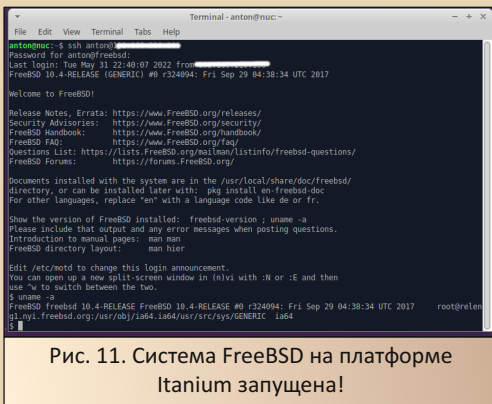 Terminal - anton@nuc: ~
File Edit View Terminal Tabs Help
anton@nuc:~$ ssh anton@
Password for anton@freebsd:
Last login: Tue May 31 22:40:07 2022 from
FreeBSD 10.4-RELEASE (GENERIC) #0 r324094: Fri Sep 29 04:38:34 UTC 2017
Welcome to FreeBSD!
Release Notes, Errata: https://www.FreeBSD.org/releases/
Security Advisories: https://www.FreeBSD.org/security/
FreeBSD Handbook: https://www.FreeBSD.org/handbook/
FreeBSD FAQ: https://www.FreeBSD.org/faq/
Questions List: https://lists.FreeBSD.org/mailman/listinfo/freebsd-questions/
FreeBSD Forums: https://forums.FreeBSD.org/
Documents installed with the system are in the /usr/local/share/doc/freebsd/
directory, or can be installed later with: pkg install en-freebsd-doc
For other languages, replace "en" with a language code like de or fr.
Show the version of FreeBSD installed: freebsd-version ; uname -a
Please include that output and any error messages when posting questions.
Introduction to manual pages: man man
FreeBSD directory layout: man hier
Edit /etc/motd to change this login announcement.
You can open up a new split-screen window in (n)vi with :N or :E and then
use ^w to switch between the two.
$ uname -a
FreeBSD freebsd 10.4-RELEASE FreeBSD 10.4-RELEASE #0 r324094: Fri Sep 29 04:38:34 UTC 2017 root@relen
g1.nyi.freebsd.org:/usr/obj/ia64.ia64/usr/src/sys/GENERIC ia64
$
Рис. 11. Система FreeBSD на платформе
Itanium запущена!